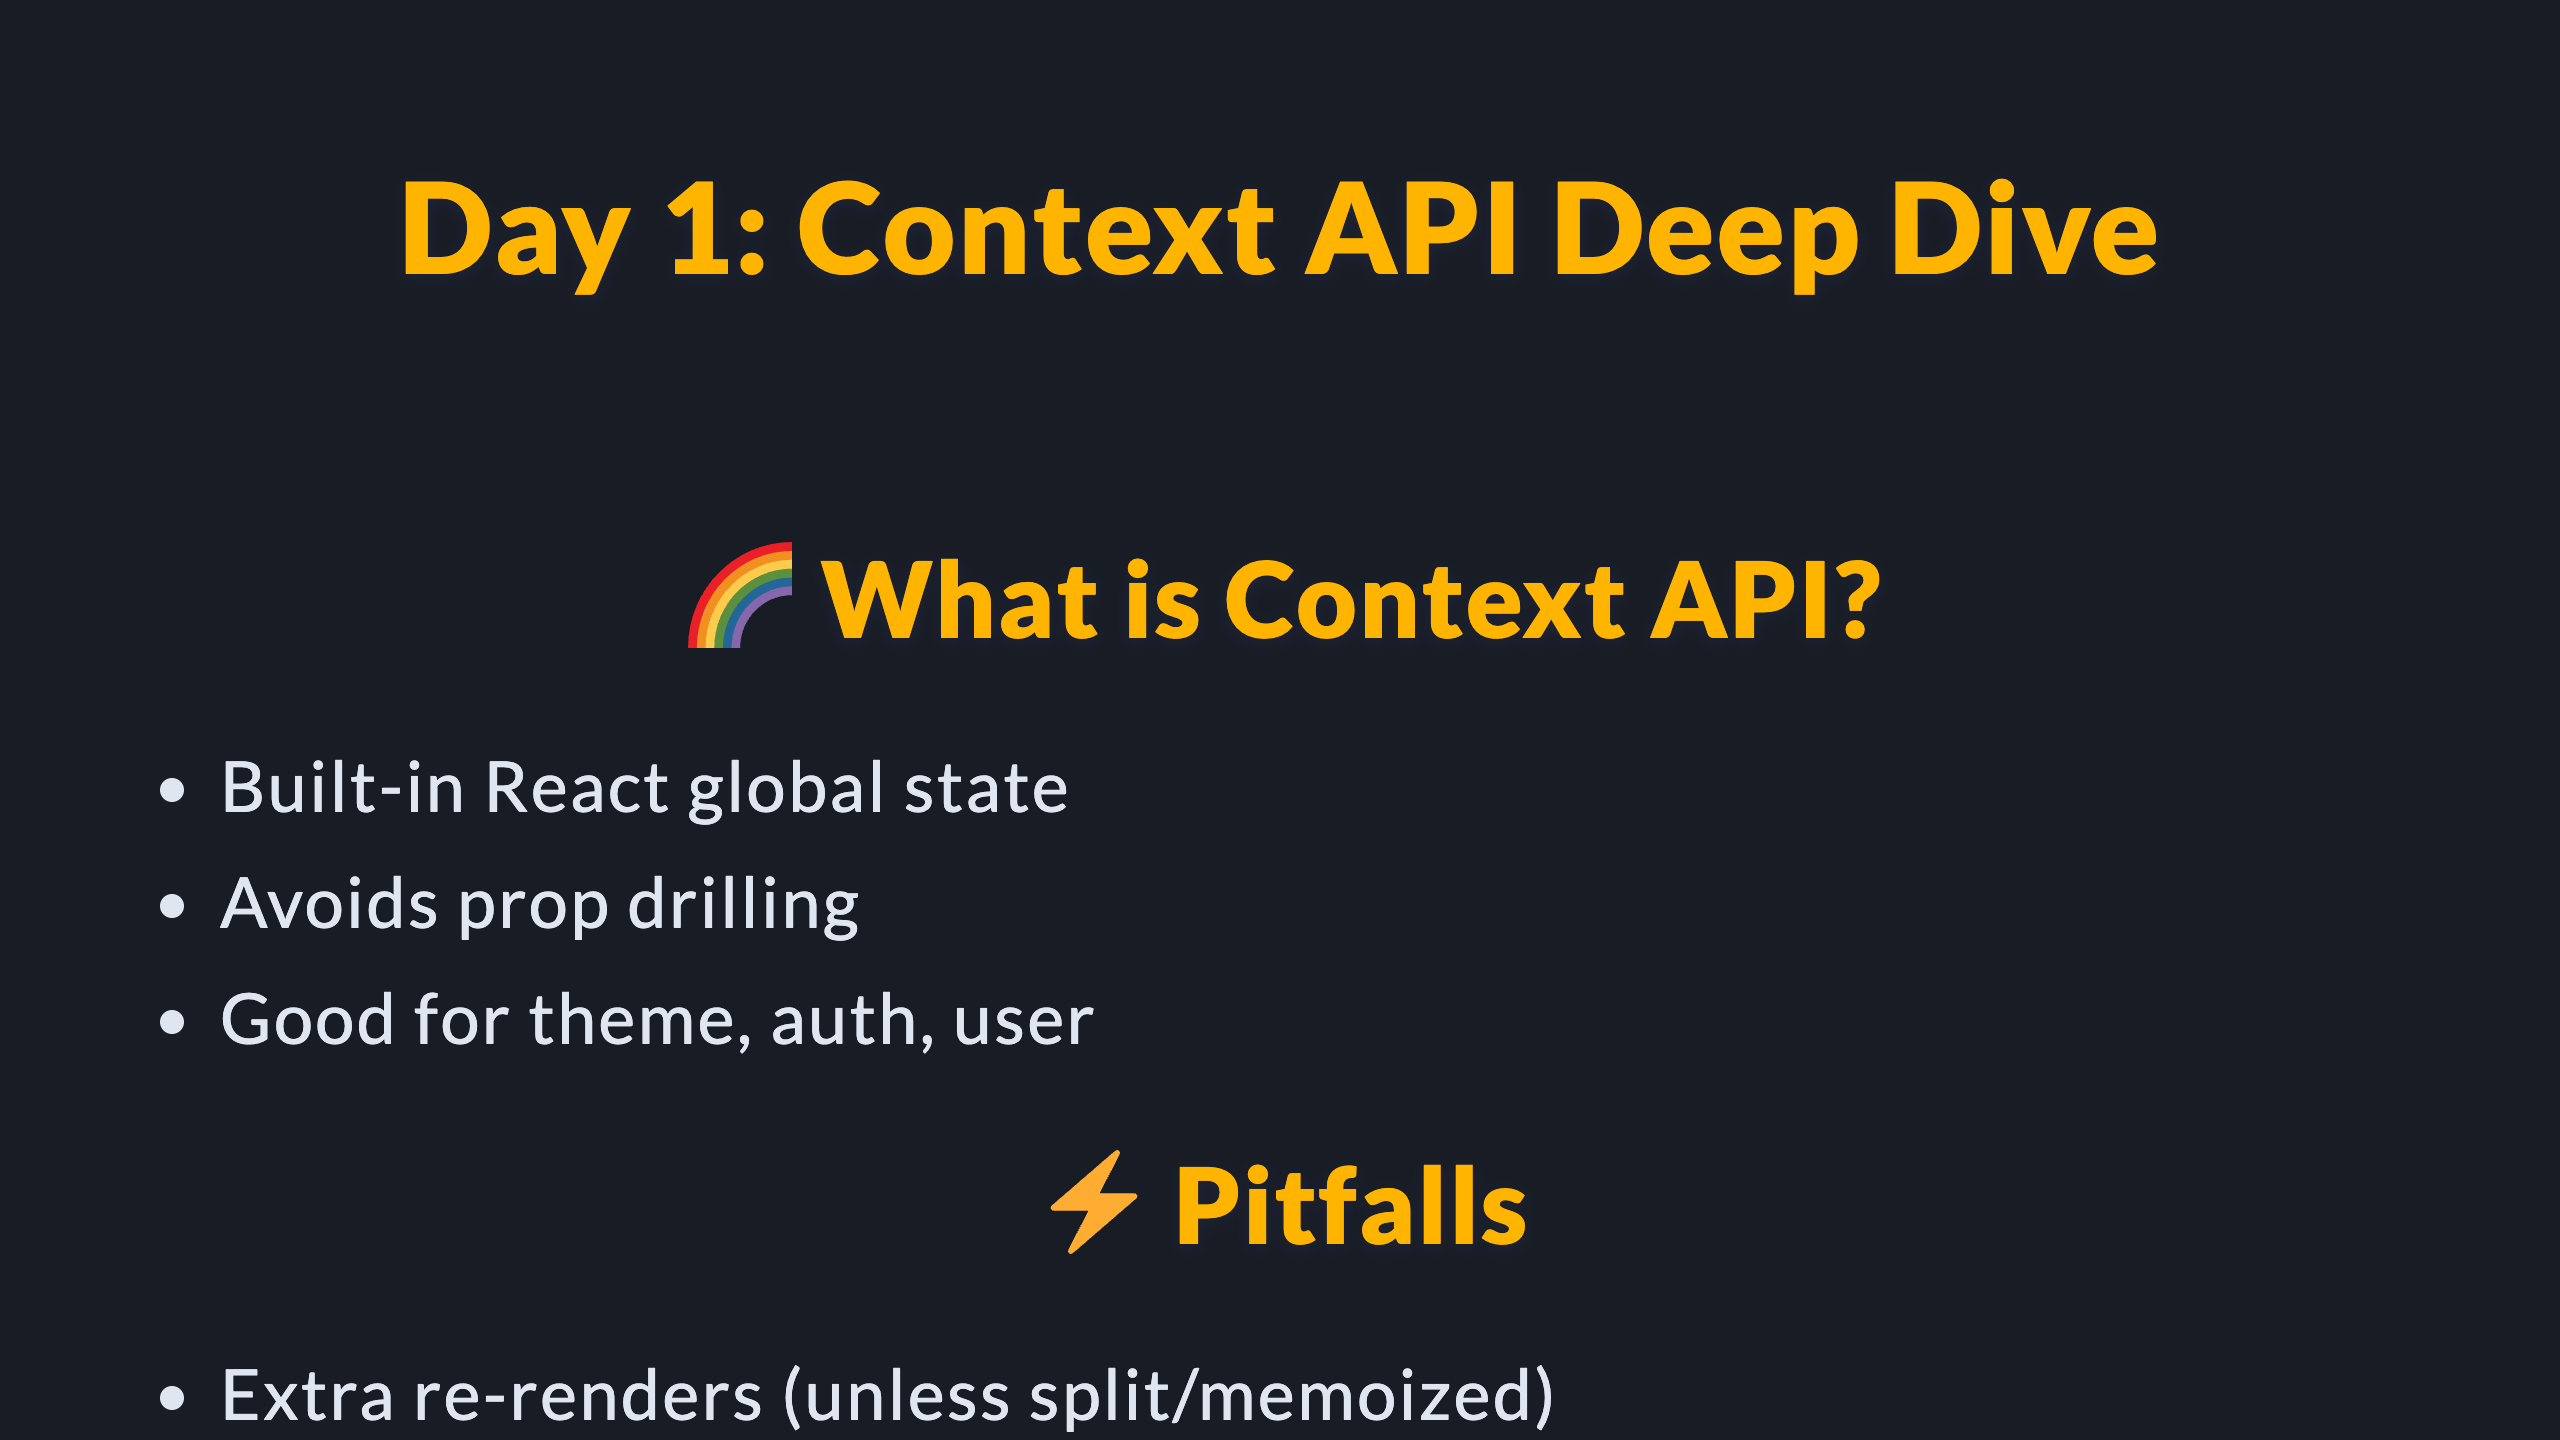 Day 1: Context API Deep Dive
🌈 What is Context API?
• Built-in React global state
• Avoids prop drilling
• Good for theme, auth, user
⚡ Pitfalls
• Extra re-renders (unless split/memoized)